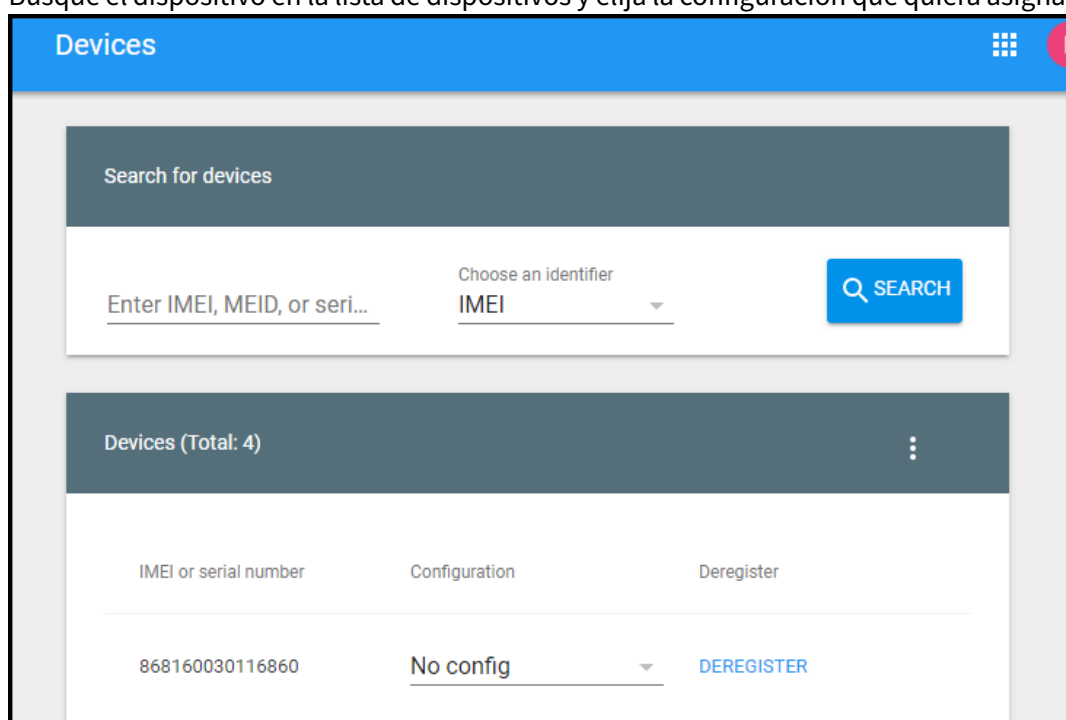 Busque el dispositivo en la lista de dispositivos y elija la configuración que quiera
Devices
Search for devices
Choose an identifier
Enter IMEI, MEID, or seri... IMEI SEARCH
Devices (Total: 4)
IMEI or serial number Configuration Deregister
868160030116860 No config DEREGISTER